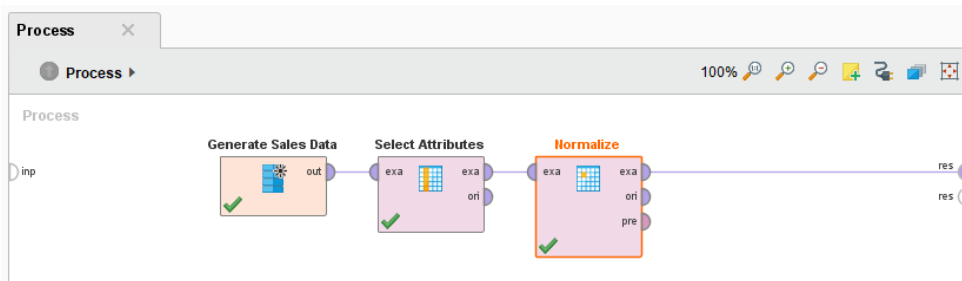 Process
Process
100%
Process
Generate Sales Data
Select Attributes
Normalize
inp
out
exa
exa
exa
exa
res
ori
ori
res
pre